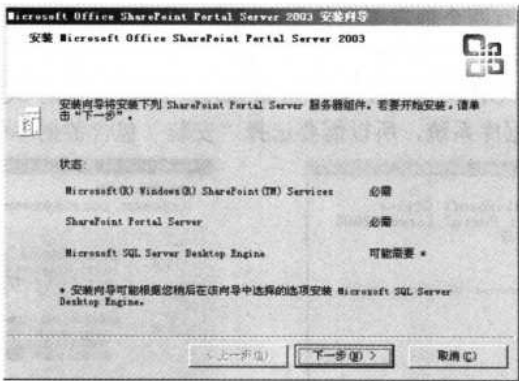 Microsoft Office SharePoint Portal Server 2003 安装向导
安装 Microsoft Office SharePoint Portal Server 2003
安装向导将安装下列 SharePoint Portal Server 服务器组件。若要开始安装，请单
击“下一步”。
状态
Microsoft(R) Windows(R) SharePoint(TM) Services 必需
SharePoint Portal Server 必需
Microsoft SQL Server Desktop Engine 可能需要 *
* 安装向导可能根据您稍后在该向导中选择的选项安装 Microsoft SQL Server
Desktop Engine。
< 上一步(B) 下一步(N) > 取消(C)